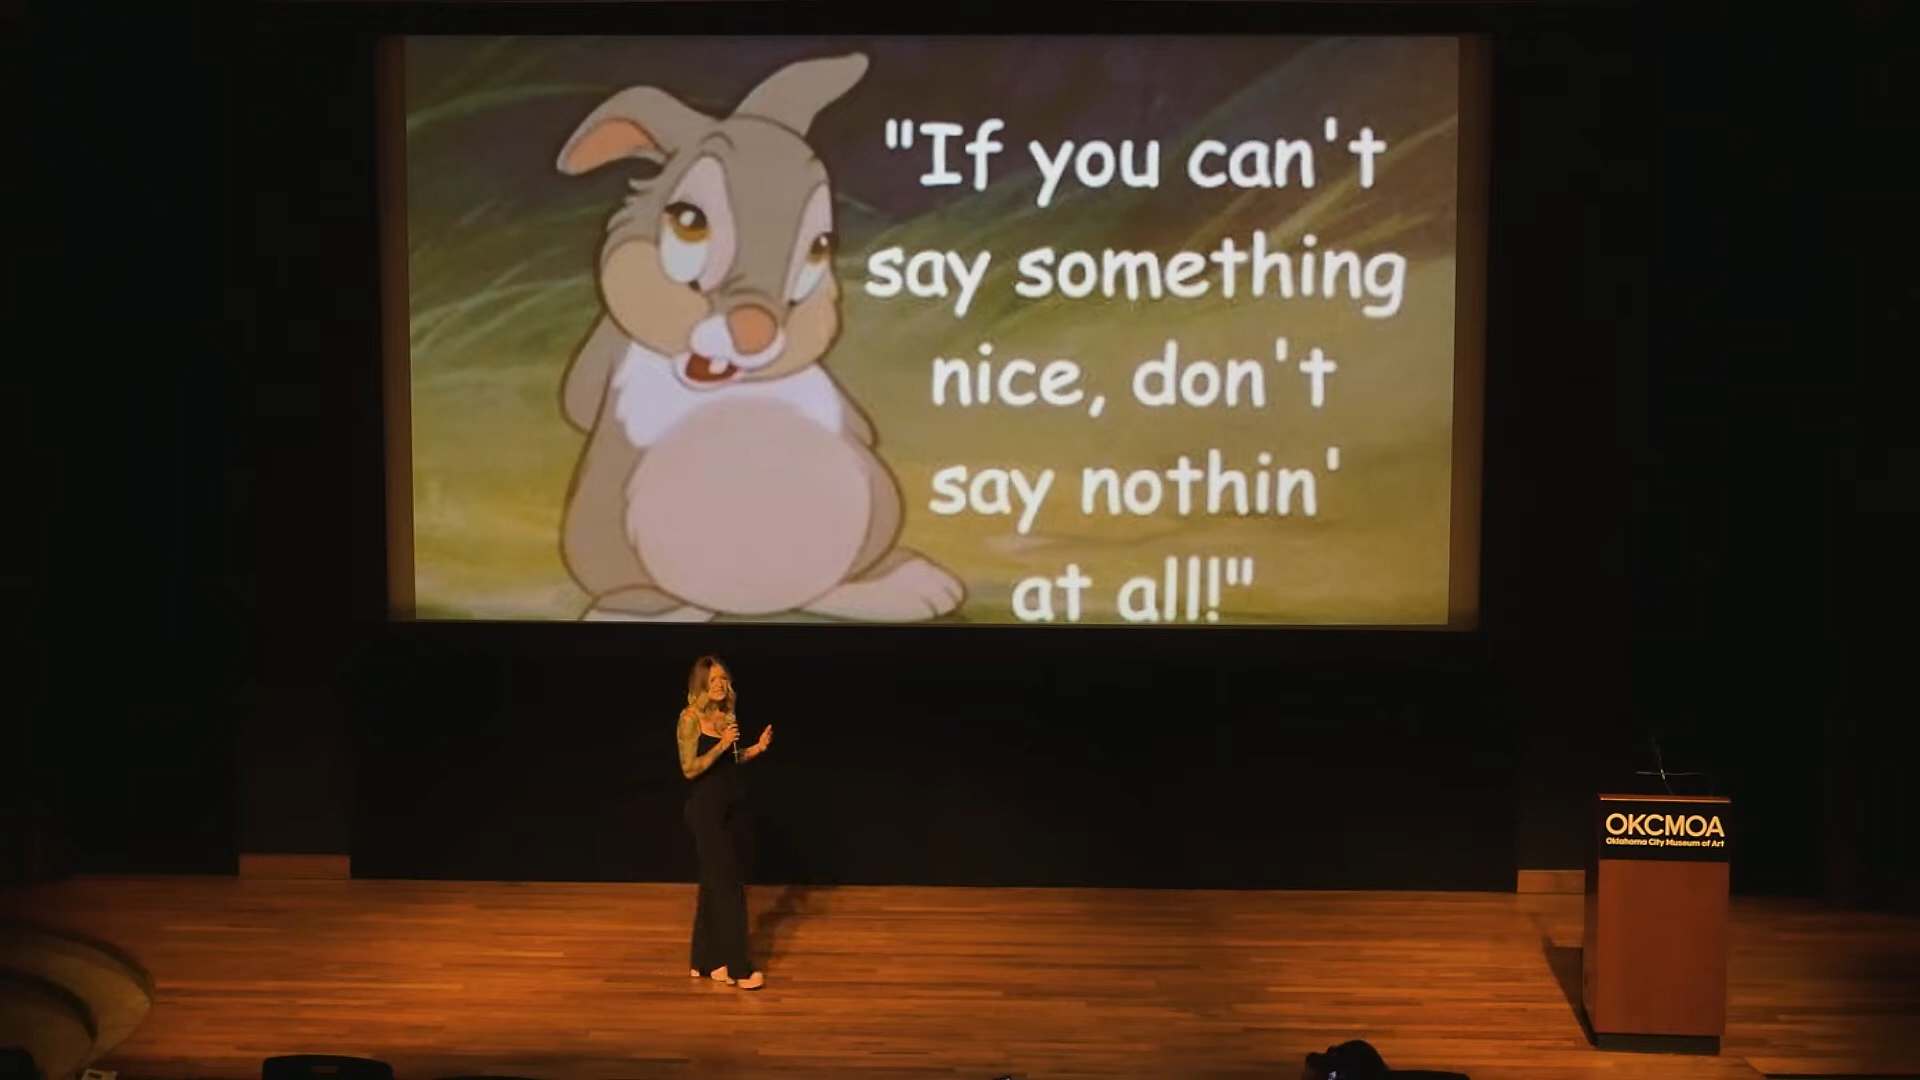 "If you can't
say something
nice, don't
say nothin'
at all!"
OKCMOA
Oklahoma City Museum of Art